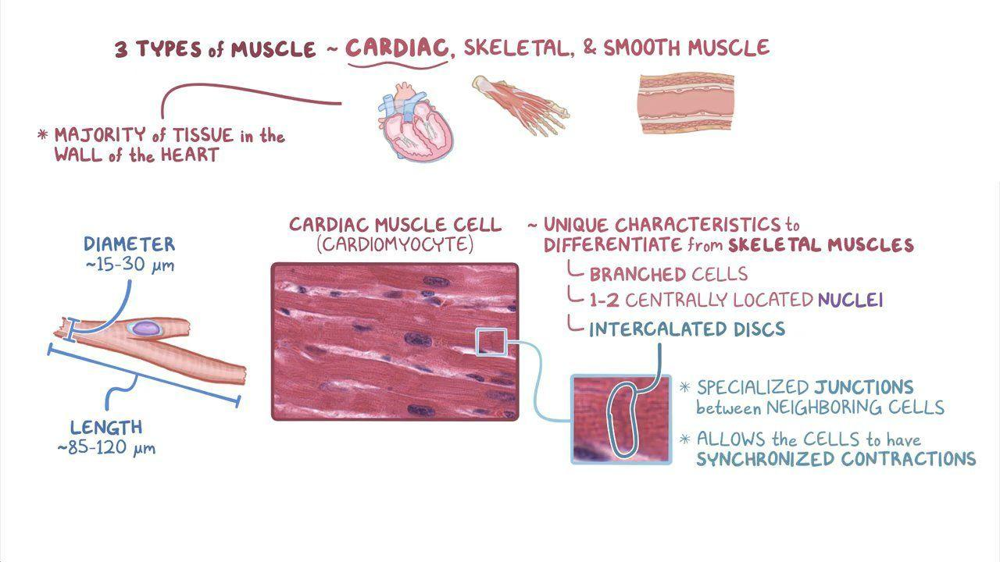 3 TYPES of MUSCLE ~ CARDIAC, SKELETAL, & SMOOTH MUSCLE
* MAJORITY of TISSUE in the
WALL of the HEART
DIAMETER
~15-30 µm
LENGTH
~85-120 µm
CARDIAC MUSCLE CELL
(CARDIOMYOCYTE)
~ UNIQUE CHARACTERISTICS to
DIFFERENTIATE from SKELETAL MUSCLES
BRANCHED CELLS
1-2 CENTRALLY LOCATED NUCLEI
INTERCALATED DISCS
* SPECIALIZED JUNCTIONS
between NEIGHBORING CELLS
* ALLOWS the CELLS to have
SYNCHRONIZED CONTRACTIONS